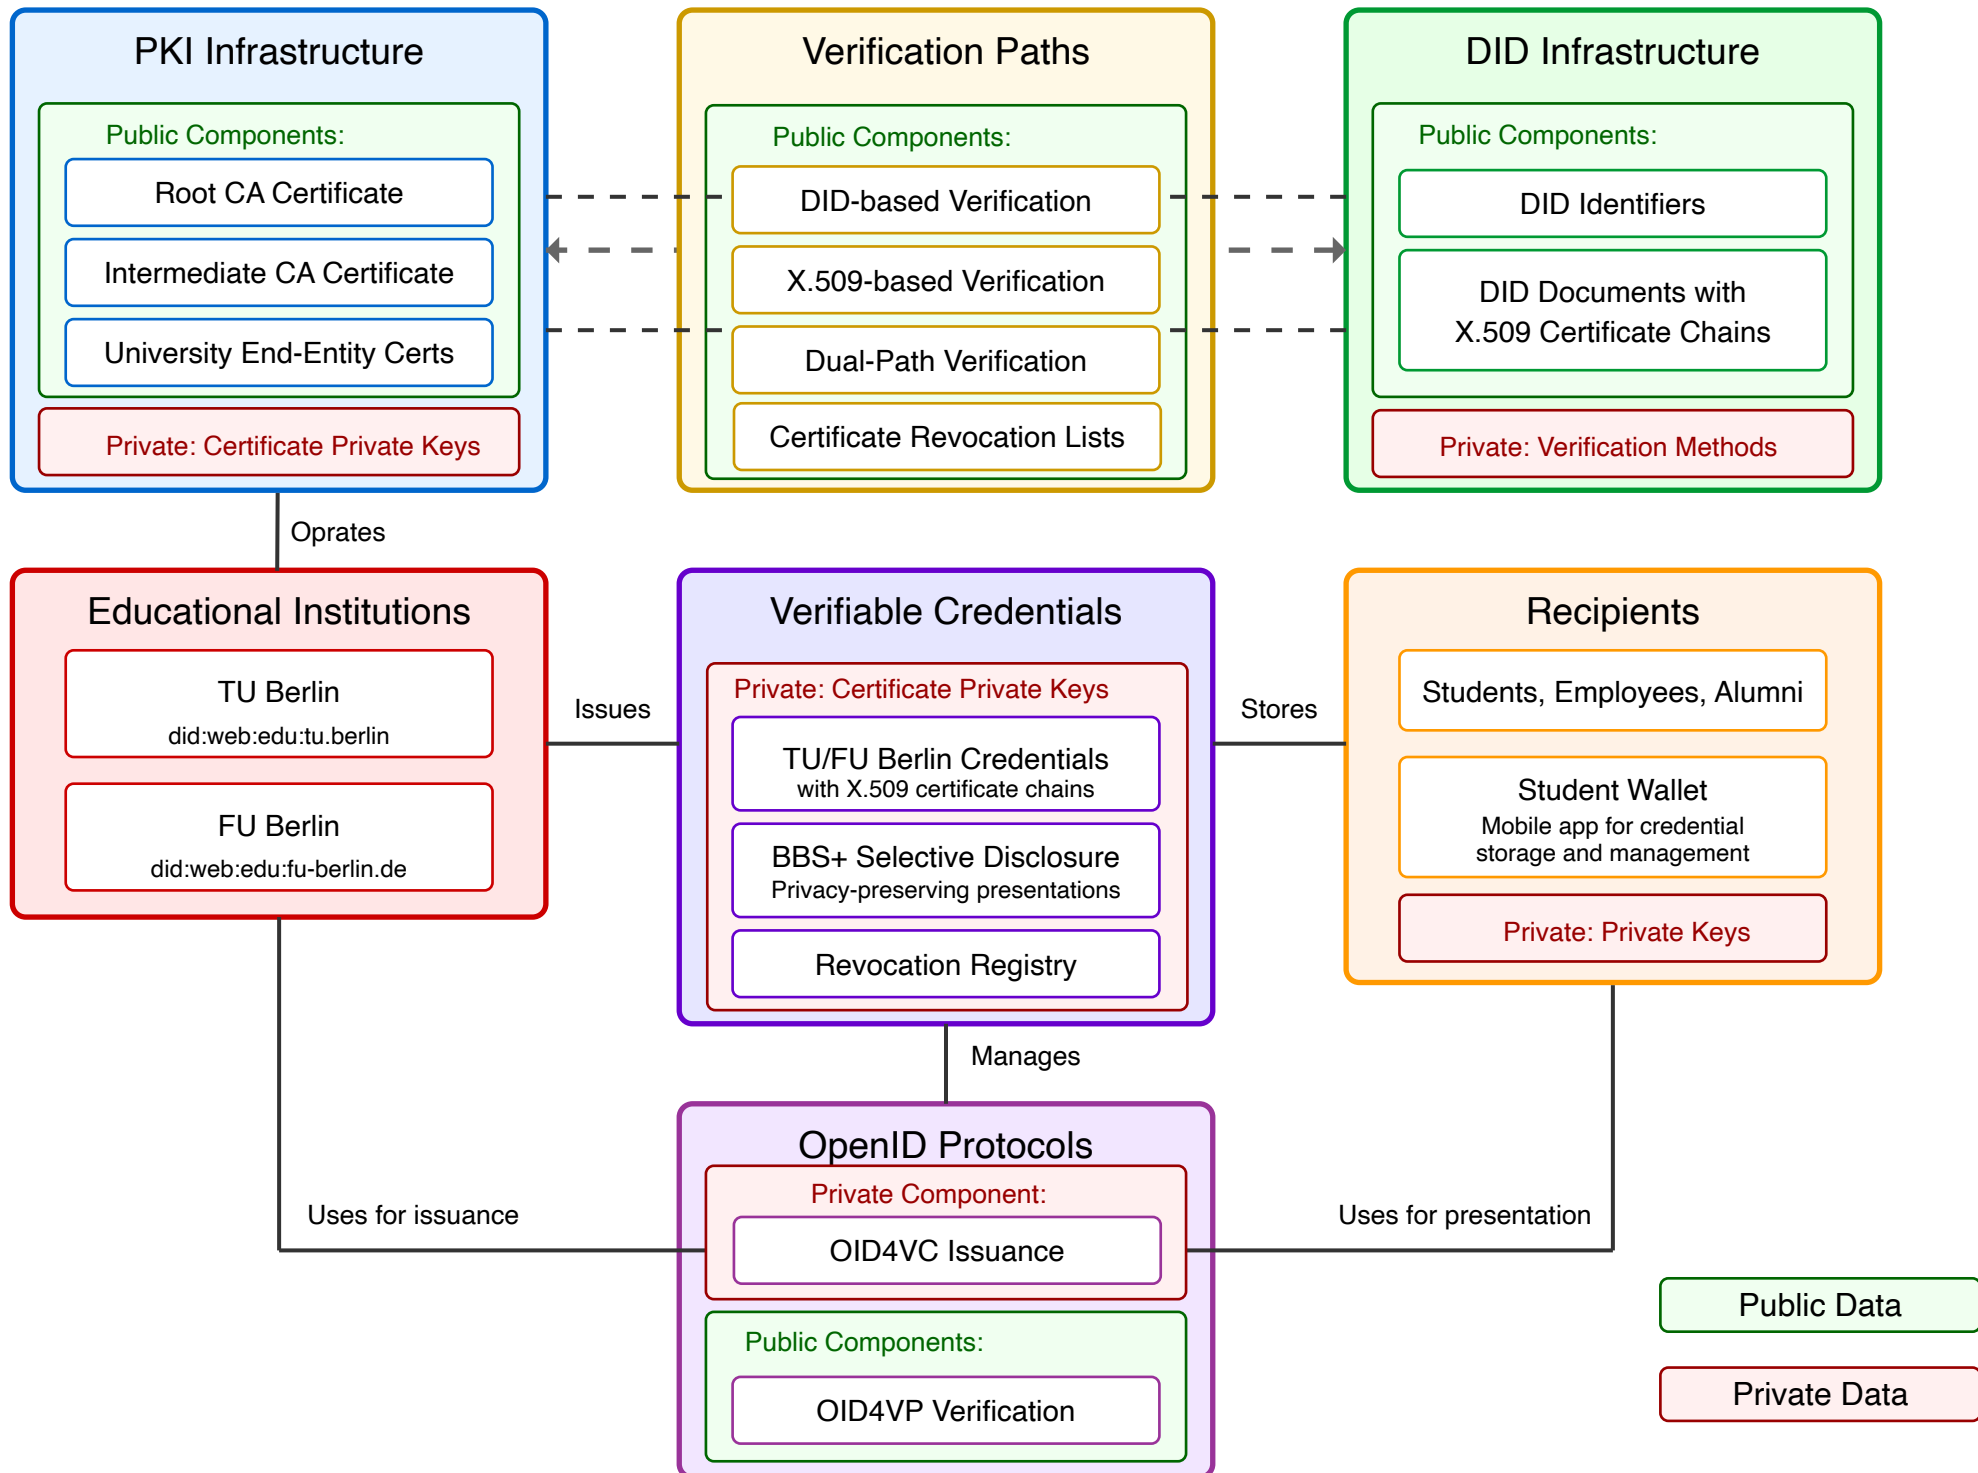 PKI Infrastructure
Public Components:
Root CA Certificate
Intermediate CA Certificate
University End-Entity Certs
Private: Certificate Private Keys
Verification Paths
Public Components:
DID-based Verification
X.509-based Verification
Dual-Path Verification
Certificate Revocation Lists
DID Infrastructure
Public Components:
DID Identifiers
DID Documents with
X.509 Certificate Chains
Private: Verification Methods
Oprates
Educational Institutions
TU Berlin
did:web:edu:tu.berlin
FU Berlin
did:web:edu:fu-berlin.de
Issues
Verifiable Credentials
Private: Certificate Private Keys
TU/FU Berlin Credentials
with X.509 certificate chains
BBS+ Selective Disclosure
Privacy-preserving presentations
Revocation Registry
Stores
Recipients
Students, Employees, Alumni
Student Wallet
Mobile app for credential
storage and management
Private: Private Keys
Manages
OpenID Protocols
Private Component:
OID4VC Issuance
Public Components:
OID4VP Verification
Uses for issuance
Uses for presentation
Public Data
Private Data